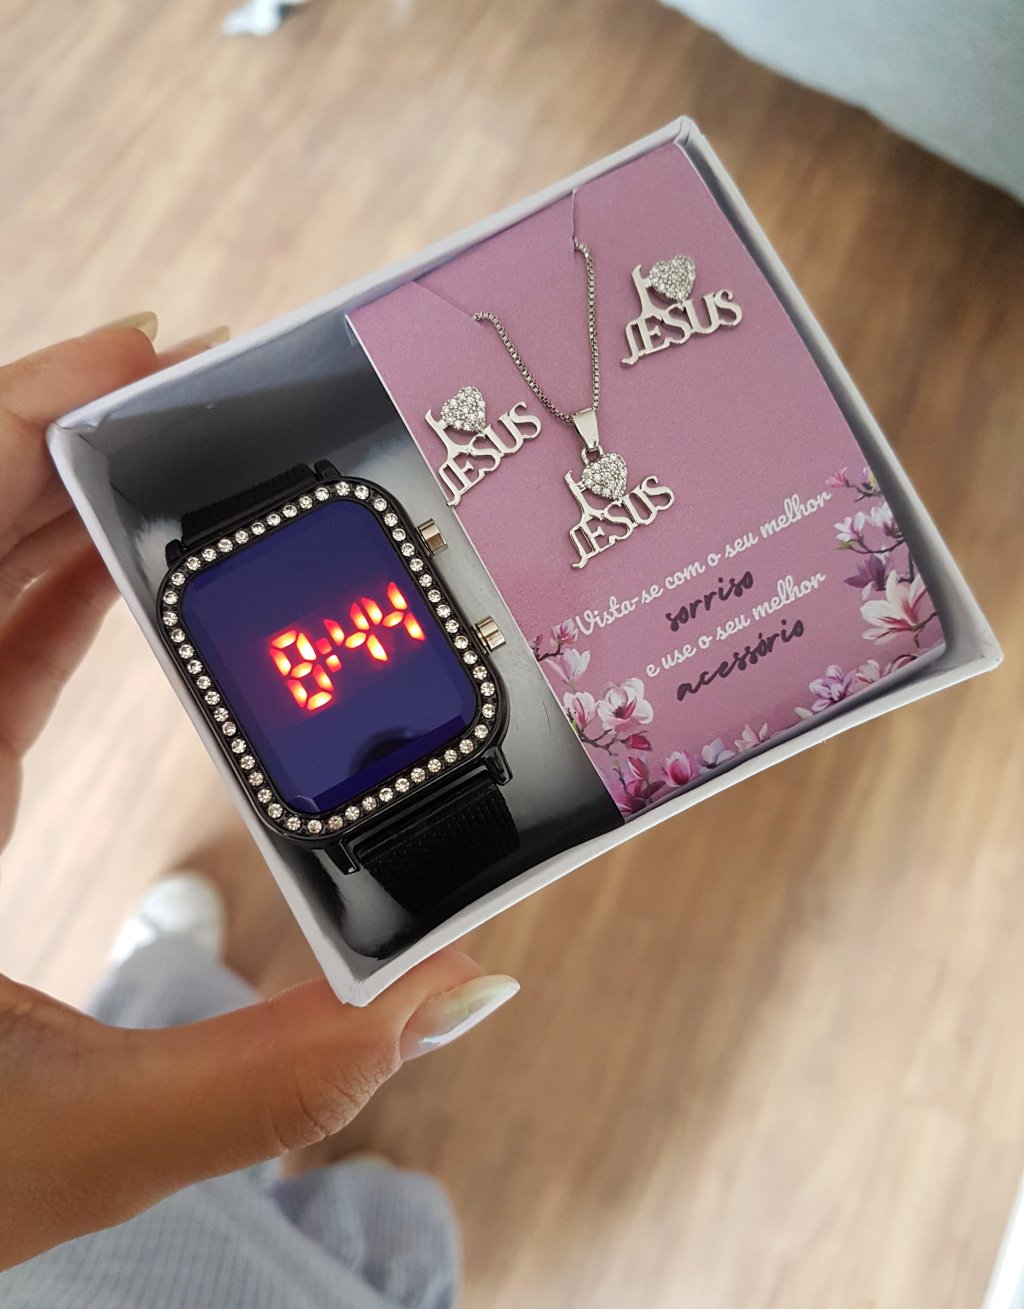 8:44
I
JESUS
I
JESUS
I
JESUS
Vista-se com o seu melhor
sorriso
e use o seu melhor
acessório